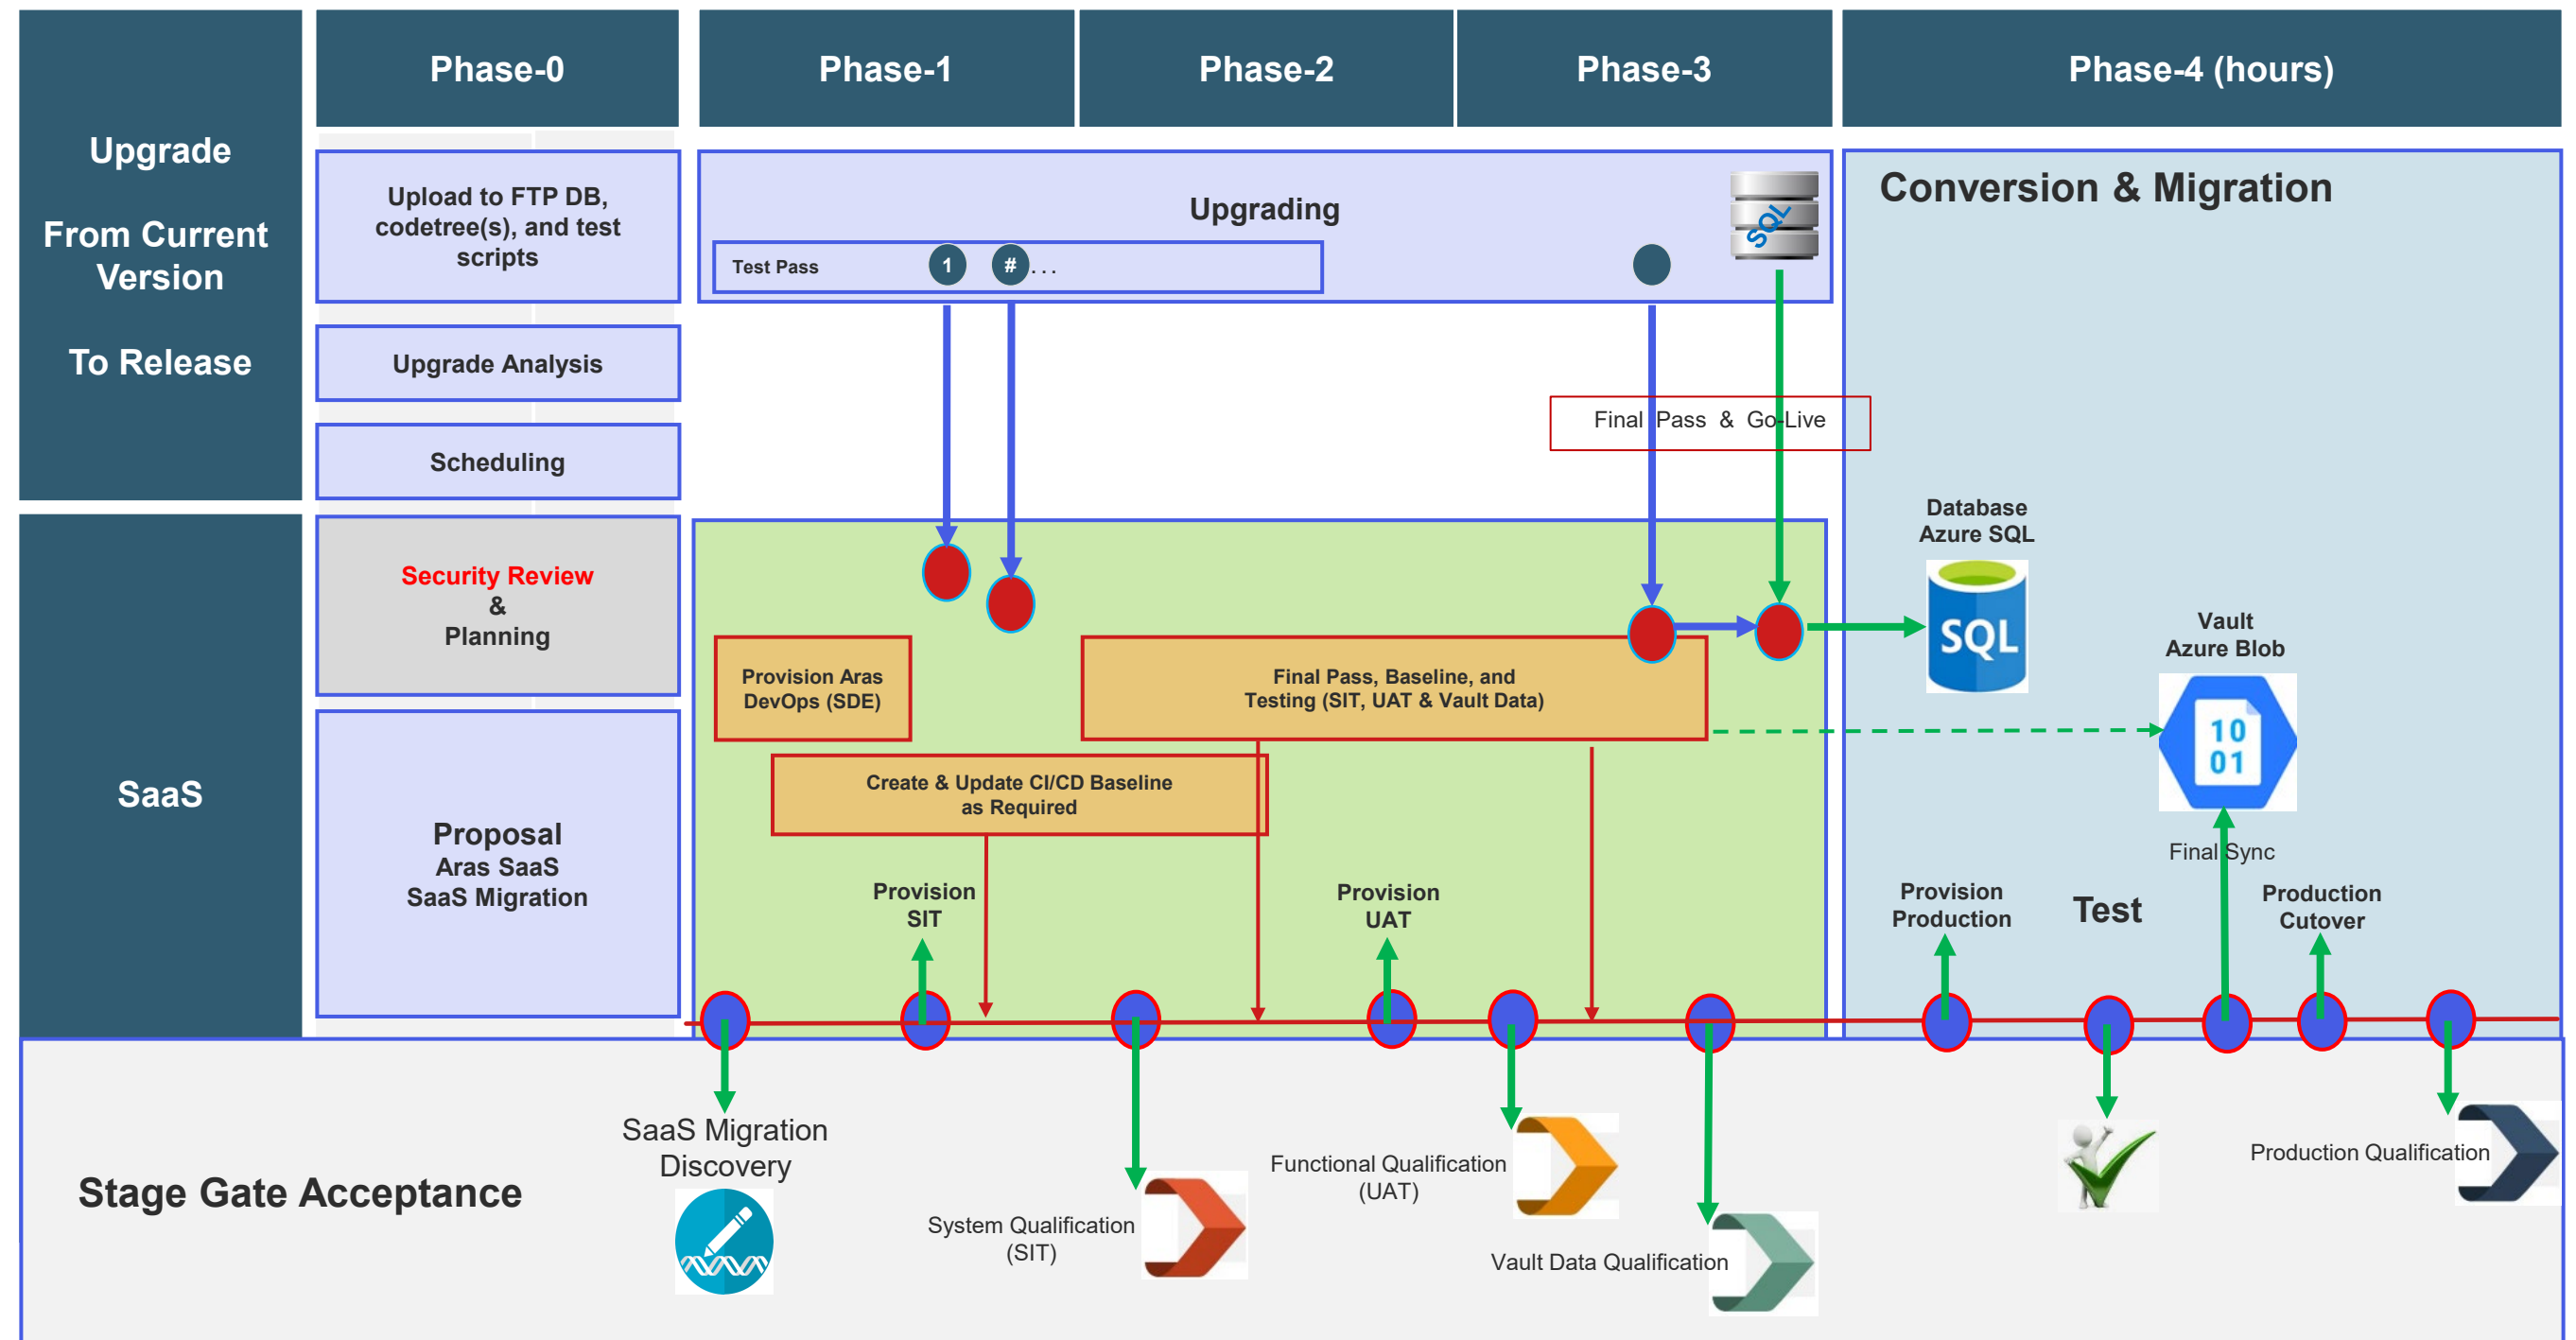 Phase-0
Phase-1
Phase-2
Phase-3
Phase-4 (hours)
Upgrade
From Current
Version
To Release
Upload to FTP DB,
codetree(s), and test
scripts
Upgrade Analysis
Scheduling
Upgrading
Test Pass
1
#
. . .
SQL
Final Pass & Go-Live
Conversion & Migration
SaaS
Security Review
&
Planning
Proposal
Aras SaaS
SaaS Migration
Provision Aras
DevOps (SDE)
Final Pass, Baseline, and
Testing (SIT, UAT & Vault Data)
Create & Update CI/CD Baseline
as Required
Provision
SIT
Provision
UAT
Database
Azure SQL
SQL
Vault
Azure Blob
10
01
Final Sync
Provision
Production
Test
Production
Cutover
Stage Gate Acceptance
SaaS Migration
Discovery
System Qualification
(SIT)
Functional Qualification
(UAT)
Vault Data Qualification
Production Qualification